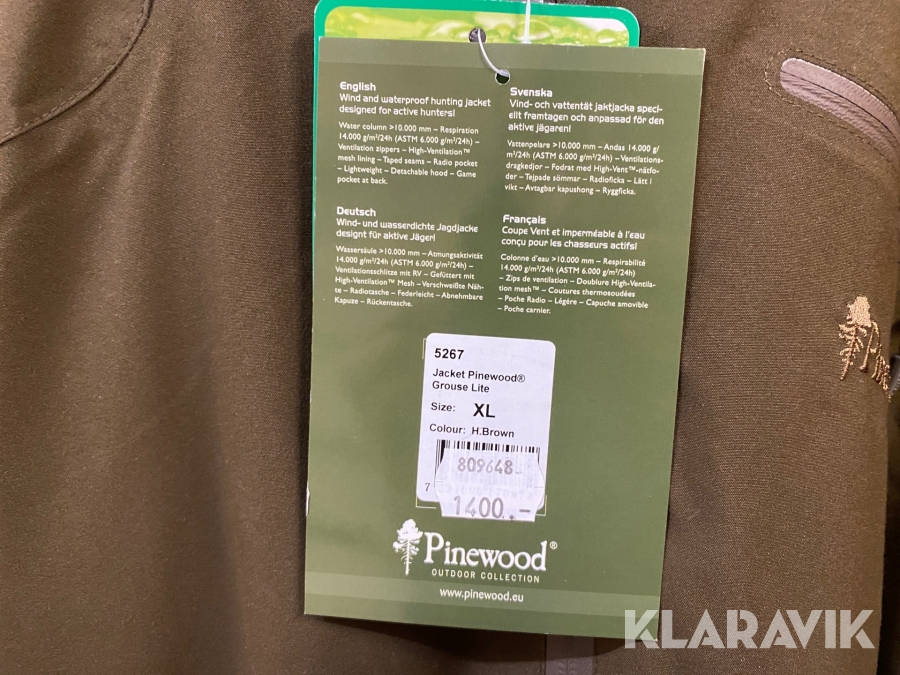 English
Wind and waterproof hunting jacket
designed for active hunters!
Water column >10.000 mm – Respiration
14.000 g/m²/24h (ASTM 6.000 g/m²/24h) –
Ventilation zippers – High-Ventilation™
mesh lining – Taped seams – Radio pocket
– Lightweight – Detachable hood – Game
pocket at back.
Svenska
Vind- och vattentät jaktjacka speci-
ellt framtagen och anpassad för den
aktive jägaren!
Vattenpelare >10.000 mm – Andas 14.000 g/
m²/24h (ASTM 6.000 g/m²/24h) – Ventilations-
dragkedjor – Fodrat med High-Vent™-nätfo-
der – Tejpade sömmar – Radioficka – Lätt i
vikt – Avtagbar kapushong – Ryggficka.
Deutsch
Wind- und wasserdichte Jagdjacke
designt für aktive Jäger!
Wassersäule >10.000 mm – Atmungsaktivität
14.000 g/m²/24h (ASTM 6.000 g/m²/24h) –
Ventilationsschlitze mit RV – Gefüttert mit
High-Ventilation™ Mesh – Verschweißte Näh-
te – Radiotasche – Federleicht – Abnehmbare
Kapuze – Rückentasche.
Français
Coupe Vent et imperméable à l'eau
conçu pour les chasseurs actifs!
Colonne d'eau >10.000 mm – Respirabilité
14.000 g/m²/24h (ASTM 6.000 g/m²/24h)
– Zips de ventilation – Doublure High-Ventila-
tion mesh™ – Coutures thermosoudées
– Poche Radio – Légére – Capuche amovible
– Poche carnier.
5267
Jacket Pinewood®
Grouse Lite
Size: XL
Colour: H.Brown
809648
7
1400.–
Pinewood®
OUTDOOR COLLECTION
www.pinewood.eu
KLARAVIK